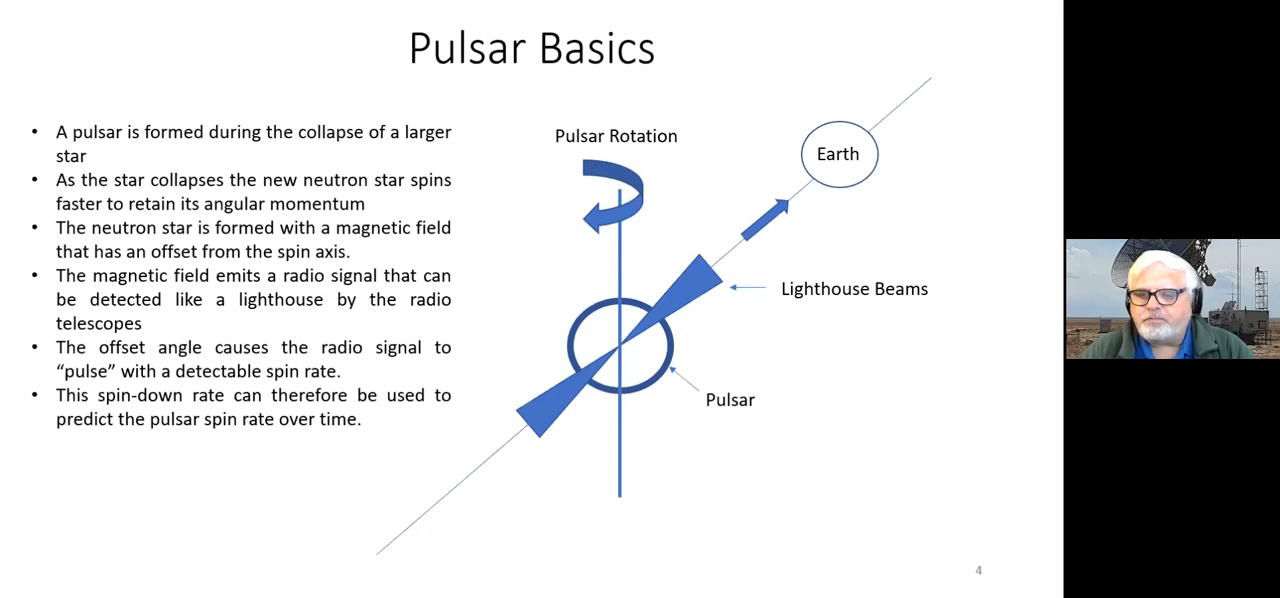 Pulsar Basics
• A pulsar is formed during the collapse of a larger
star
• As the star collapses the new neutron star spins
faster to retain its angular momentum
• The neutron star is formed with a magnetic field
that has an offset from the spin axis.
• The magnetic field emits a radio signal that can
be detected like a lighthouse by the radio
telescopes
• The offset angle causes the radio signal to
“pulse” with a detectable spin rate.
• This spin-down rate can therefore be used to
predict the pulsar spin rate over time.
Pulsar Rotation
Earth
Lighthouse Beams
Pulsar
4